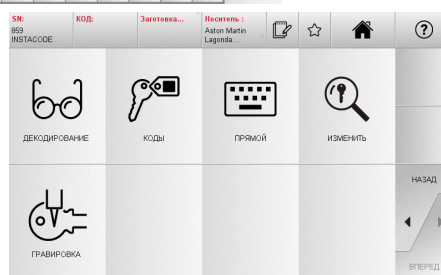 SN:
859
INSTACODE
КОД:
Заготовка...
Носитель :
Aston Martin
Lagonda...
?
ДЕКОДИРОВАНИЕ
КОДЫ
ПРЯМОЙ
ИЗМЕНИТЬ
НАЗАД
ГРАВИРОВКА
ВПЕРЕД